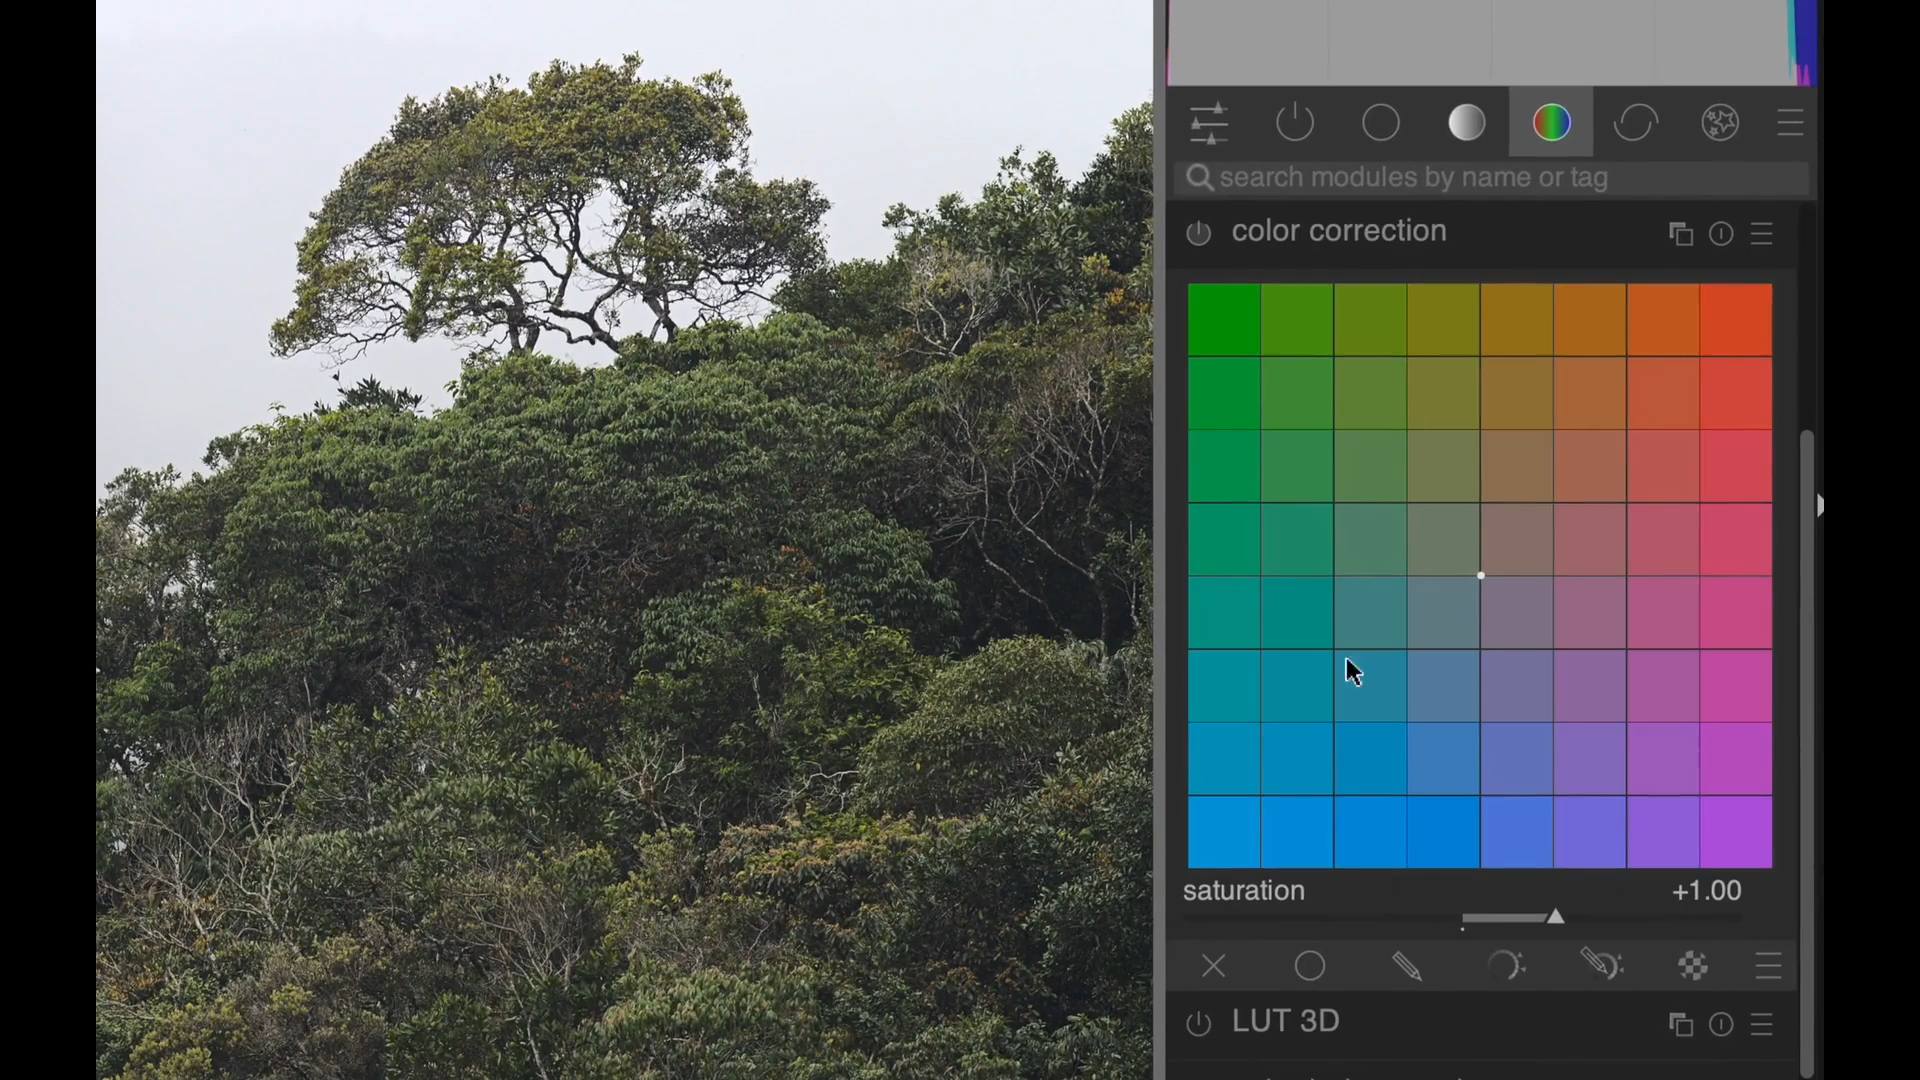 search modules by name or tag
color correction
saturation +1.00
LUT 3D